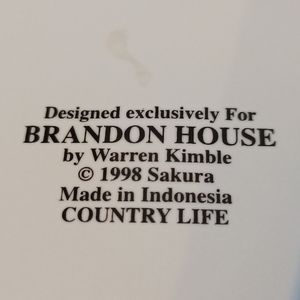 Designed exclusively For
BRANDON HOUSE
by Warren Kimble
© 1998 Sakura
Made in Indonesia
COUNTRY LIFE